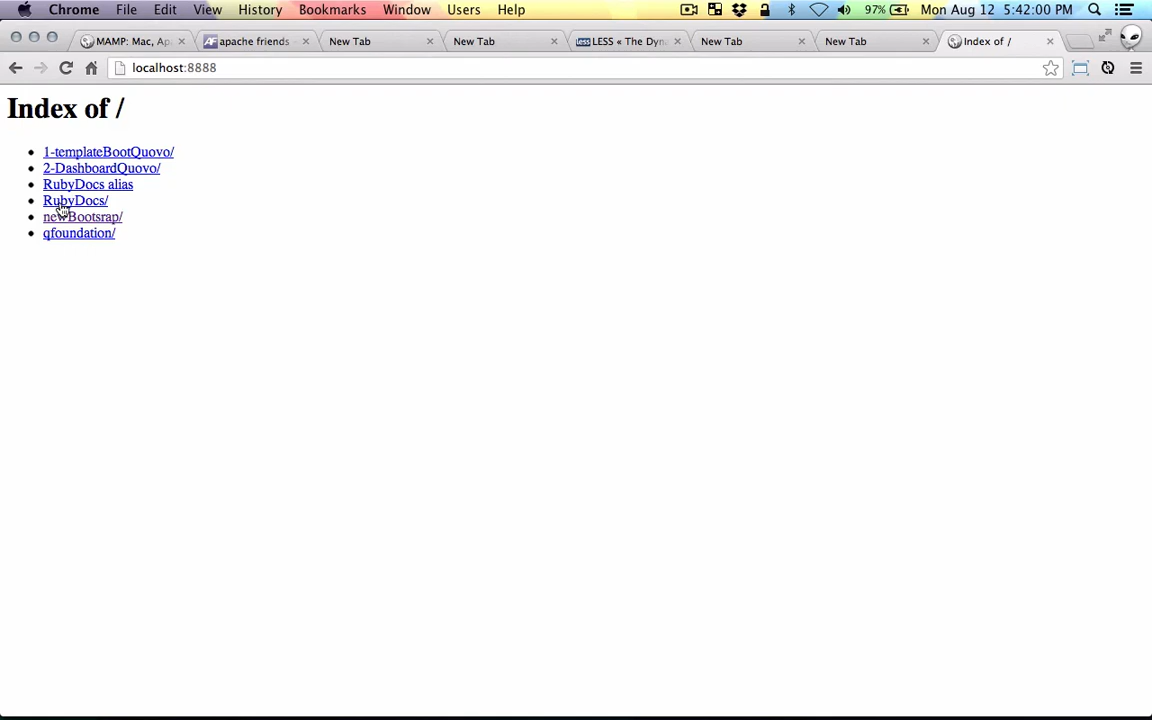 Chrome File Edit View History Bookmarks Window Users Help 97% Mon Aug 12 5:42:00 PM
MAMP: Mac, Ap apache friends New Tab New Tab LESS « The Dyn New Tab New Tab Index of /
localhost:8888
Index of /
1-templateBootQuovo/
2-DashboardQuovo/
RubyDocs alias
RubyDocs/
newBootsrap/
qfoundation/